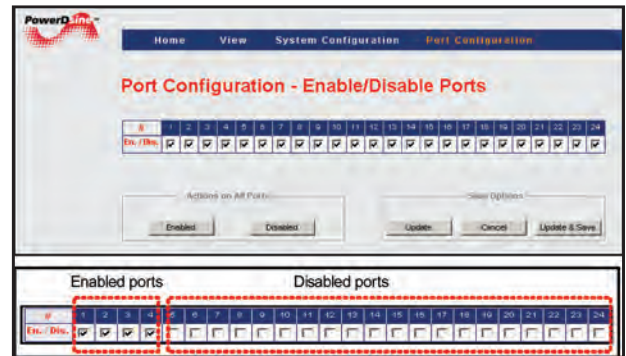 PowerDsine
Home View System Configuration Port Configuration
Port Configuration - Enable/Disable Ports
# 1 2 3 4 5 6 7 8 9 10 11 12 13 14 15 16 17 18 19 20 21 22 23 24
En. / Dis.
Actions on All Ports Save Options
Enabled Disabled Update Cancel Update & Save
Enabled ports Disabled ports
# 1 2 3 4 5 6 7 8 9 10 11 12 13 14 15 16 17 18 19 20 21 22 23 24
En. / Dis.